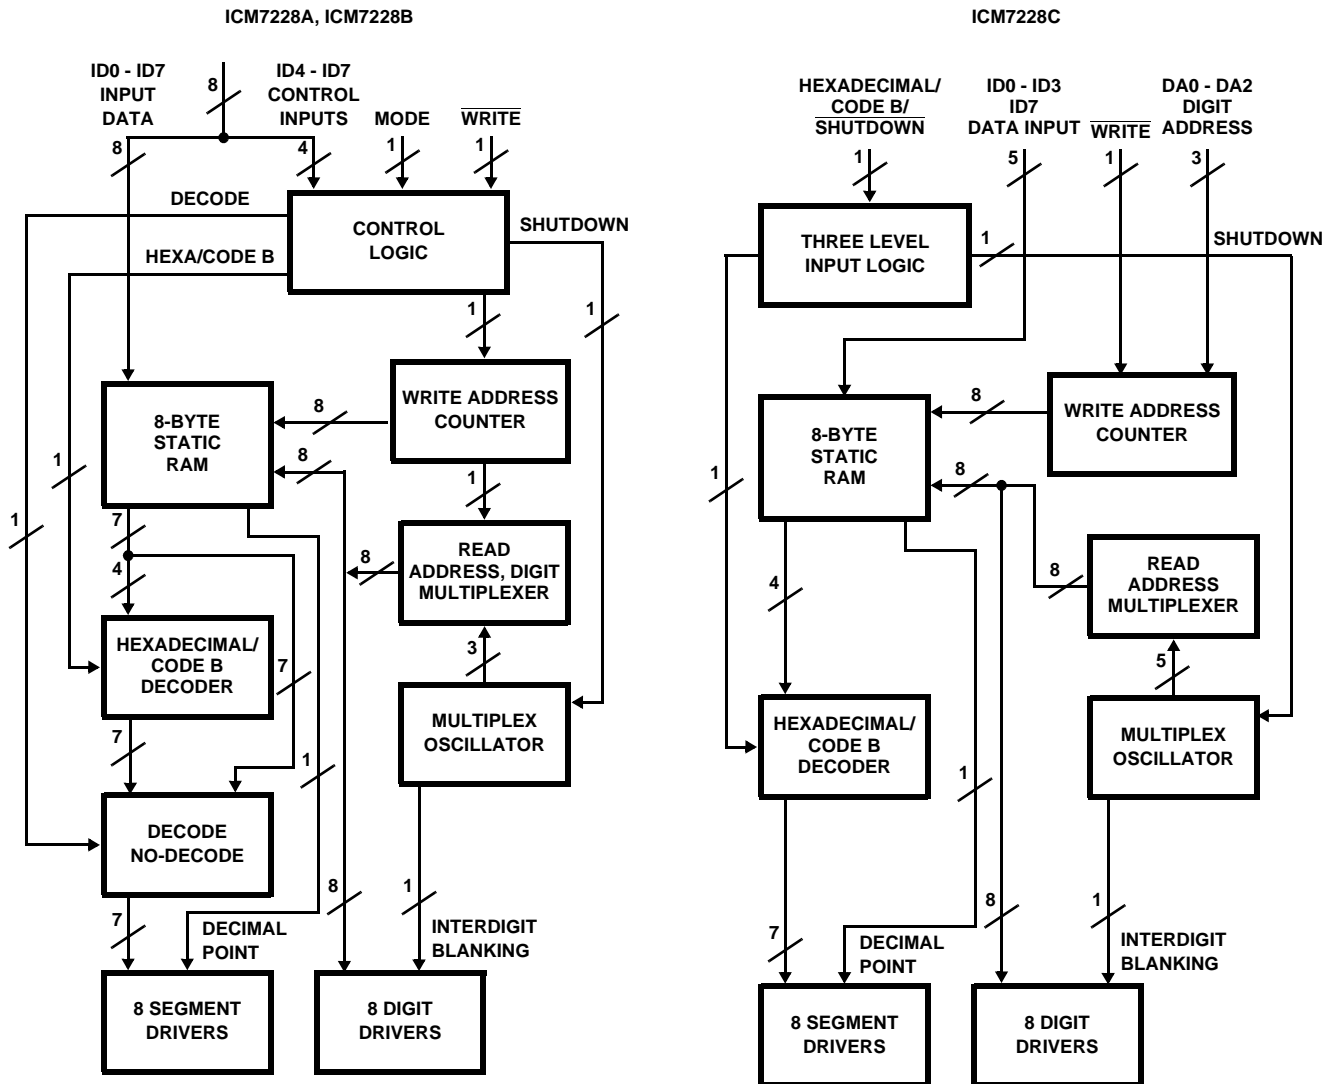 ICM7228A, ICM7228B
ID0 - ID7
INPUT
DATA
8
ID4 - ID7
CONTROL
INPUTS
MODE
WRITE
8
4
1
1
DECODE
HEXA/CODE B
CONTROL
LOGIC
SHUTDOWN
1
1
8-BYTE
STATIC
RAM
8
WRITE ADDRESS
COUNTER
8
1
1
1
7
4
8
READ
ADDRESS, DIGIT
MULTIPLEXER
HEXADECIMAL/
CODE B
DECODER
7
3
MULTIPLEX
OSCILLATOR
7
1
DECODE
NO-DECODE
7
8
1
DECIMAL
POINT
INTERDIGIT
BLANKING
8 SEGMENT
DRIVERS
8 DIGIT
DRIVERS
ICM7228C
HEXADECIMAL/
CODE B/
SHUTDOWN
ID0 - ID3
ID7
DATA INPUT
WRITE
DA0 - DA2
DIGIT
ADDRESS
1
5
1
3
THREE LEVEL
INPUT LOGIC
1
SHUTDOWN
8-BYTE
STATIC
RAM
8
WRITE ADDRESS
COUNTER
1
8
4
8
READ
ADDRESS
MULTIPLEXER
5
HEXADECIMAL/
CODE B
DECODER
MULTIPLEX
OSCILLATOR
1
7
8
1
DECIMAL
POINT
INTERDIGIT
BLANKING
8 SEGMENT
DRIVERS
8 DIGIT
DRIVERS